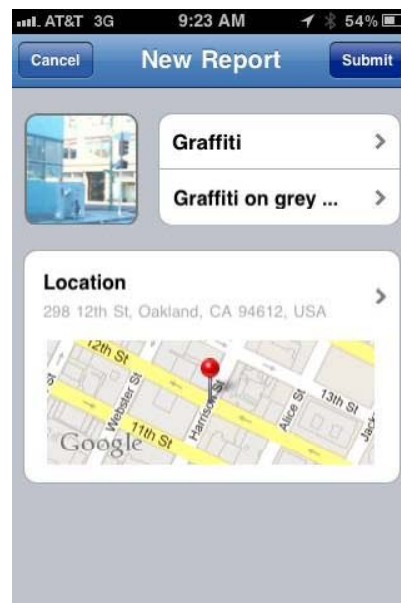 AT&T 3G 9:23 AM 54%
Cancel New Report Submit
Graffiti
Graffiti on grey ...
Location
298 12th St, Oakland, CA 94612, USA
12th St
Webster St
Harrison St
Alice St
13th St
11th St
Google